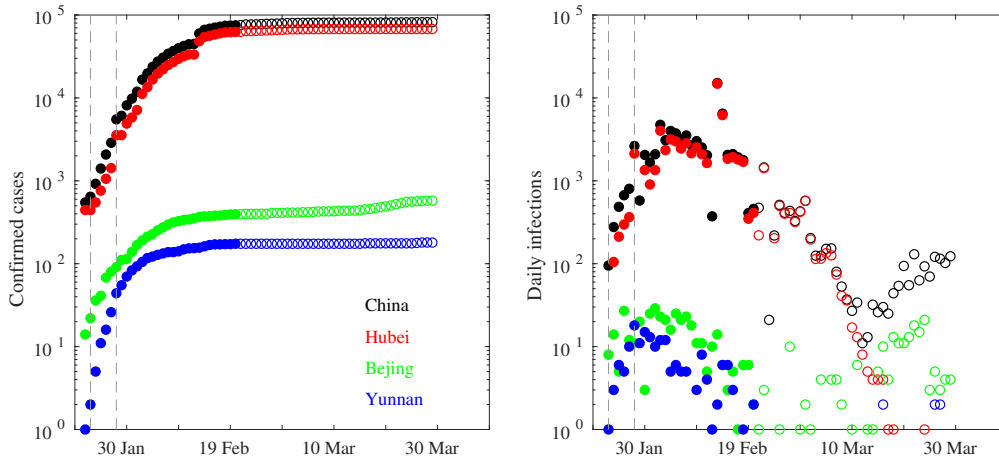 Confirmed cases
10^5
10^4
10^3
10^2
10^1
10^0
30 Jan
19 Feb
10 Mar
30 Mar
China
Hubei
Bejing
Yunnan
Daily infections
10^5
10^4
10^3
10^2
10^1
10^0
30 Jan
19 Feb
10 Mar
30 Mar